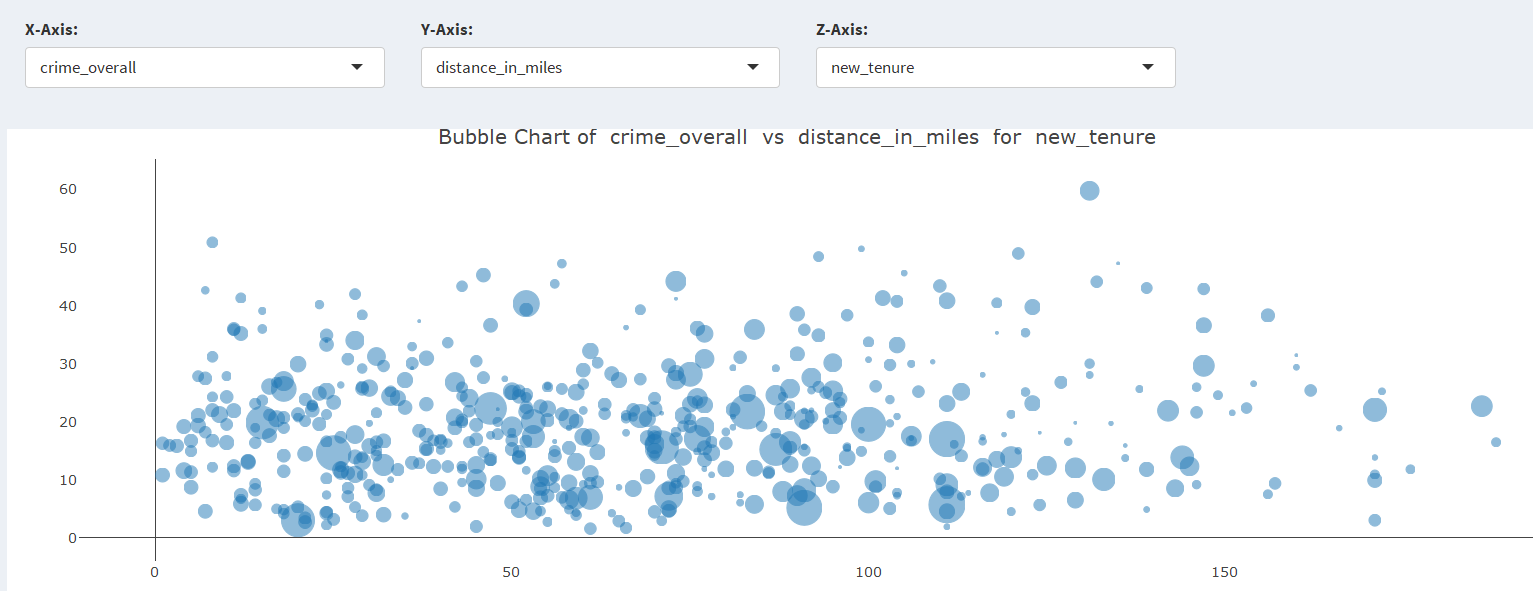 X-Axis: Y-Axis: Z-Axis:
crime_overall distance_in_miles new_tenure
Bubble Chart of crime_overall vs distance_in_miles for new_tenure
60
50
40
30
20
10
0
0 50 100 150